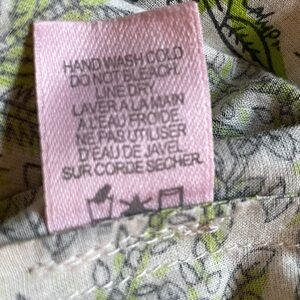 HAND WASH COLD
DO NOT BLEACH.
LINE DRY
LAVER A LA MAIN
A L'EAU FROIDE.
NE PAS UTILISER
D'EAU DE JAVEL
SUR CORDE SECHER.